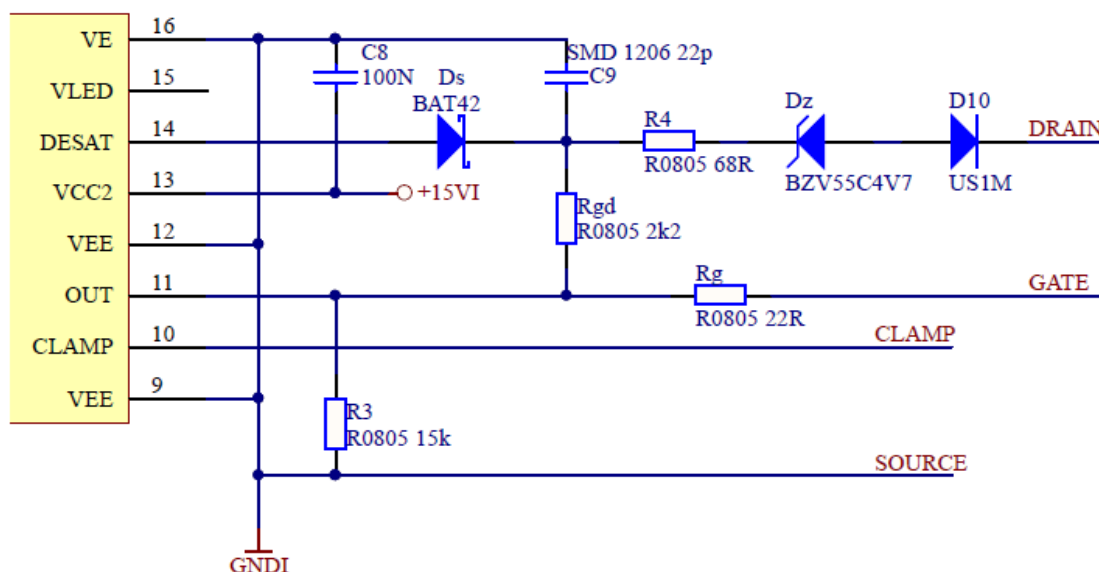 VE 16
VLED 15
DESAT 14
VCC2 13
VEE 12
OUT 11
CLAMP 10
VEE 9
C8
100N
SMD 1206 22p
C9
Ds
BAT42
R4
R0805 68R
Dz
BZV55C4V7
D10
US1M
DRAIN
+15VI
Rgd
R0805 2k2
Rg
R0805 22R
GATE
CLAMP
R3
R0805 15k
SOURCE
GNDI